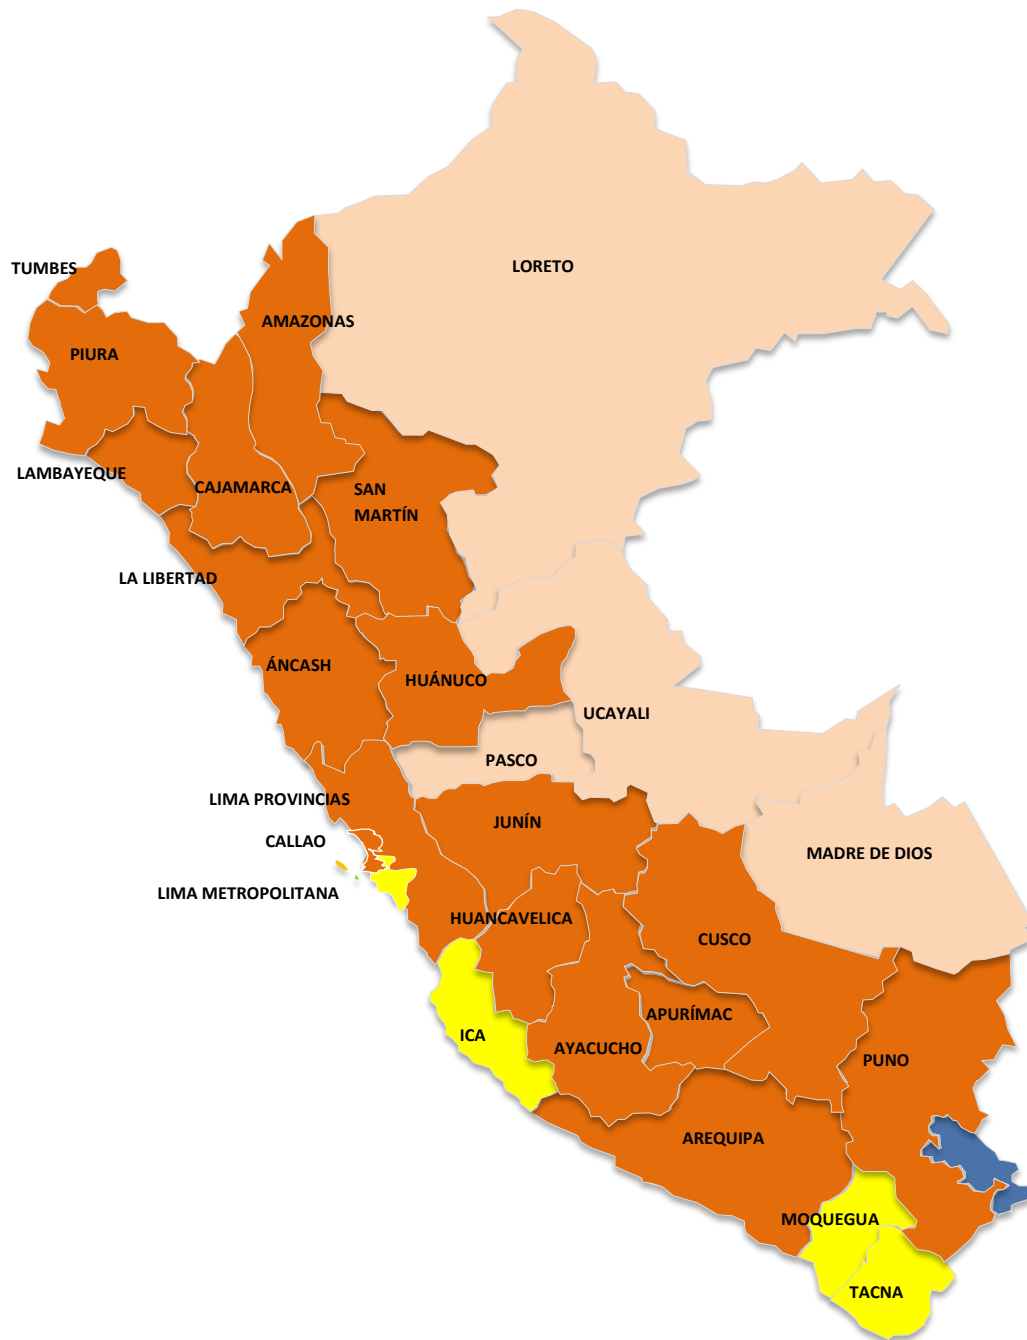 LORETO
TUMBES
AMAZONAS
PIURA
LAMBAYEQUE
CAJAMARCA
SAN
MARTÍN
LA LIBERTAD
ÁNCASH
HUÁNUCO
UCAYALI
PASCO
LIMA PROVINCIAS
JUNÍN
CALLAO
MADRE DE DIOS
LIMA METROPOLITANA
HUANCAVELICA
CUSCO
APURÍMAC
ICA
AYACUCHO
PUNO
AREQUIPA
MOQUEGUA
TACNA